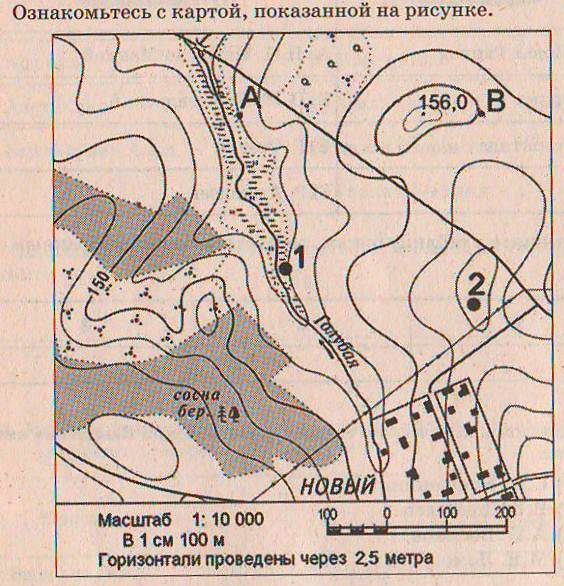 Ознакомьтесь с картой, показанной на рисунке.
А
156,0 В
150
1
2
Голубая
сосна
бер.
НОВЫЙ
Масштаб 1: 10 000
В 1 см 100 м
Горизонтали проведены через 2,5 метра
100 0 100 200